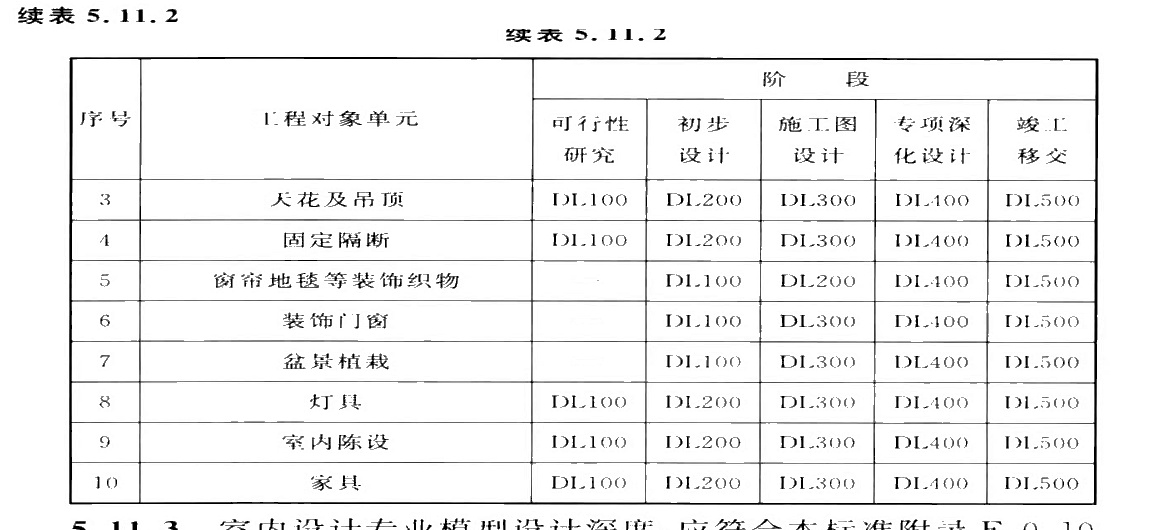 续表 5.11.2
续表 5.11.2
序号 工程对象单元 阶 段
可行性研究 初步设计 施工图设计 专项深化设计 竣工移交
3 天花及吊顶 DL100 DL200 DL300 DL400 DL500
4 固定隔断 DL100 DL200 DL300 DL400 DL500
5 窗帘地毯等装饰织物 — DL100 DL200 DL400 DL500
6 装饰门窗 DL100 DL300 DL400 DL500
7 盆景植栽 DL100 DL300 DL400 DL500
8 灯具 DL100 DL200 DL300 DL400 DL500
9 室内陈设 DL100 DL200 DL300 DL400 DL500
10 家具 DL100 DL200 DL300 DL400 DL500
5.11.3 室内设计专业模型设计深度 应符合本标准附录 E.0.10